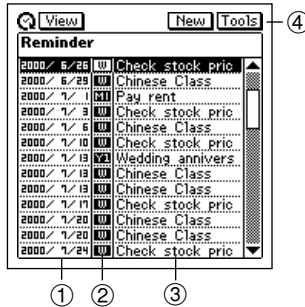 View New Tools ④
Reminder
2000/ 6/26 W Check stock pric
2000/ 6/29 W Chinese Class
2000/ 7/ 1 M1 Pay rent
2000/ 7/ 3 W Check stock pric
2000/ 7/ 6 W Chinese Class
2000/ 7/10 W Check stock pric
2000/ 7/13 Y1 Wedding annivers
2000/ 7/13 W Chinese Class
2000/ 7/13 W Chinese Class
2000/ 7/17 W Check stock pric
2000/ 7/20 W Chinese Class
2000/ 7/20 W Chinese Class
2000/ 7/24 W Check stock pric
① ② ③